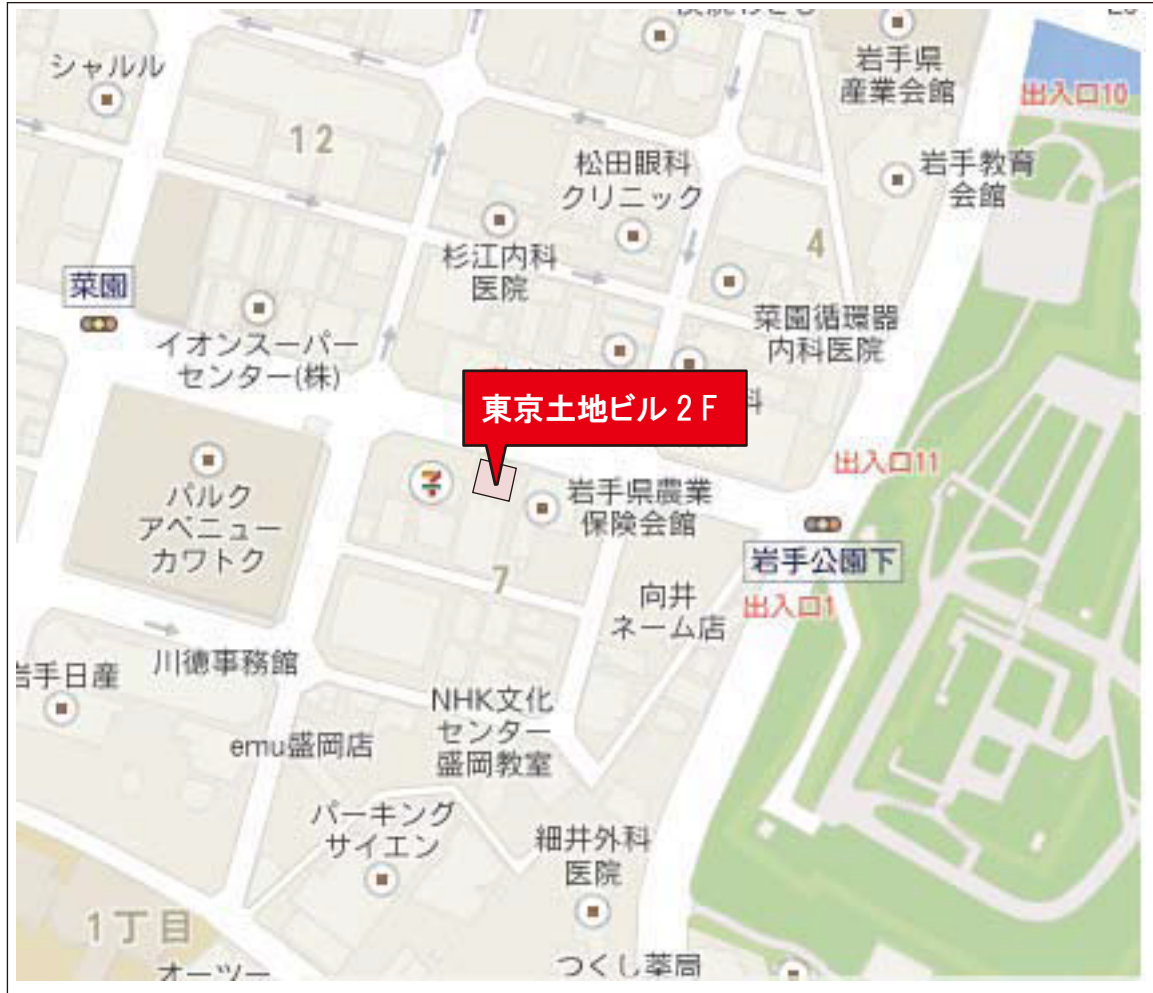 シャルル
岩手県
産業会館
出入口10
12
松田眼科
クリニック
岩手教育
会館
4
杉江内科
医院
菜園
菜園循環器
内科医院
イオンスーパー
センター(株)
東京土地ビル 2F
科
出入口11
パルク
アベニュー
カワトク
岩手県農業
保険会館
岩手公園下
7
向井
ネーム店
出入口1
川徳事務館
岩手日産
NHK文化
センター
盛岡教室
emu盛岡店
パーキング
サイエン
細井外科
医院
1丁目
オーツー
つくし薬局